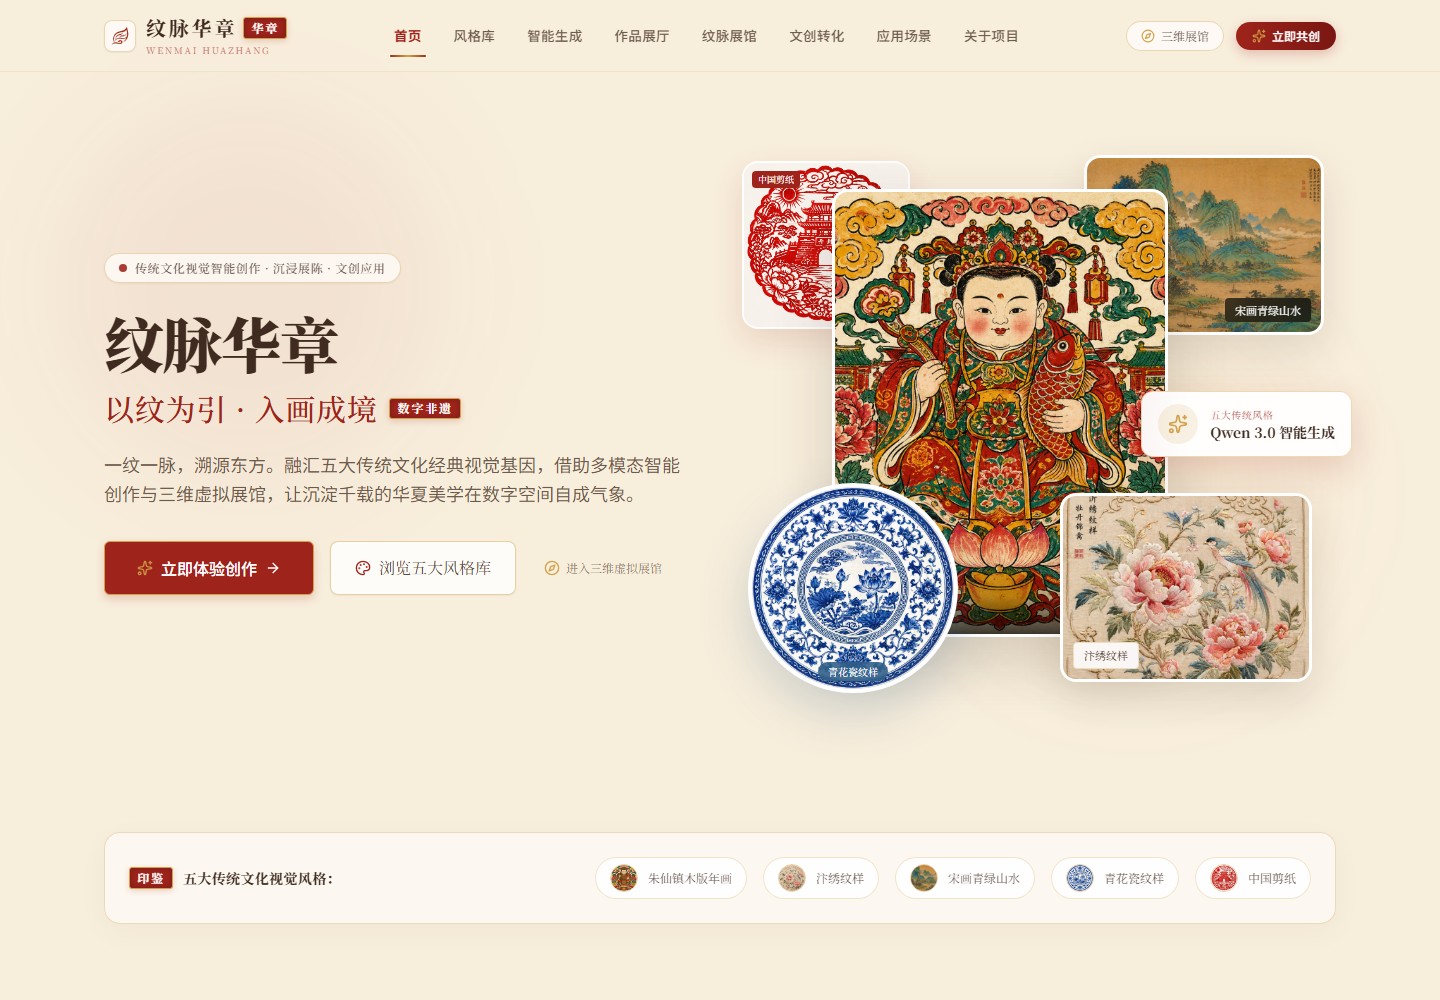 纹脉华章 华章
WENMAI HUAZHANG
首页 风格库 智能生成 作品展厅 纹脉展馆 文创转化 应用场景 关于项目
三维展馆 立即共创
中国剪纸
宋画青绿山水
传统文化视觉智能创作 · 沉浸展陈 · 文创应用
纹脉华章
以纹为引 · 入画成境 数字非遗
五大传统风格
Qwen 3.0 智能生成
一纹一脉，溯源东方。融汇五大传统文化经典视觉基因，借助多模态智能
创作与三维虚拟展馆，让沉淀千载的华夏美学在数字空间自成气象。
立即体验创作 浏览五大风格库 进入三维虚拟展馆
汴绣纹样
青花瓷纹样
印鉴 五大传统文化视觉风格：
朱仙镇木版年画 汴绣纹样 宋画青绿山水 青花瓷纹样 中国剪纸